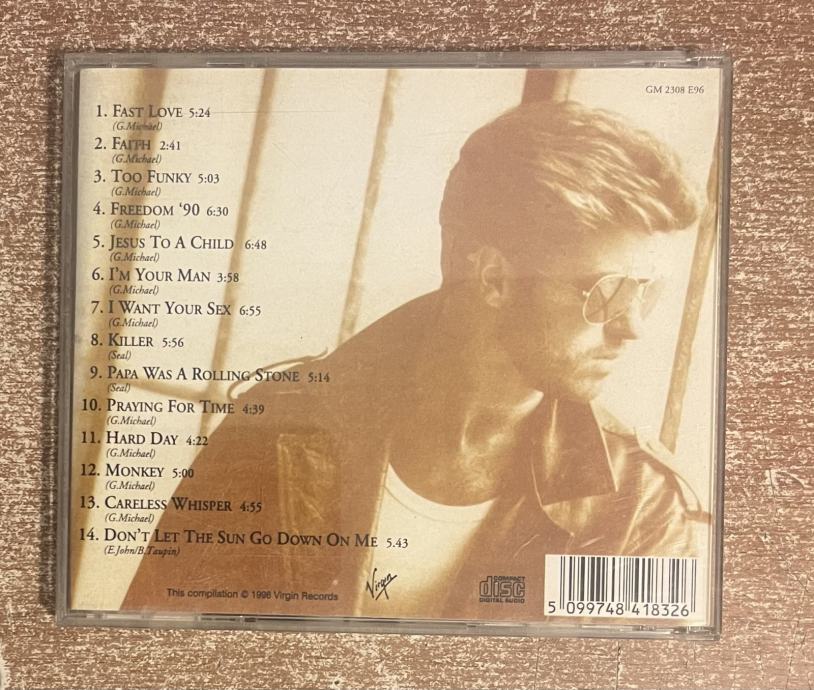 GM 2308 E96
1. FAST LOVE 5:24
(G.Michael)
2. FAITH 2:41
(G.Michael)
3. TOO FUNKY 5:03
(G.Michael)
4. FREEDOM '90 6:30
(G.Michael)
5. JESUS TO A CHILD 6:48
(G.Michael)
6. I'M YOUR MAN 3:58
(G.Michael)
7. I WANT YOUR SEX 6:55
(G.Michael)
8. KILLER 5:56
(Seal)
9. PAPA WAS A ROLLING STONE 5:14
(Seal)
10. PRAYING FOR TIME 4:39
(G.Michael)
11. HARD DAY 4:22
(G.Michael)
12. MONKEY 5:00
(G.Michael)
13. CARELESS WHISPER 4:55
(G.Michael)
14. DON'T LET THE SUN GO DOWN ON ME 5.43
(E.John/B.Taupin)
This compilation © 1996 Virgin Records
Virgin
COMPACT
disc
DIGITAL AUDIO
5 099748 418326